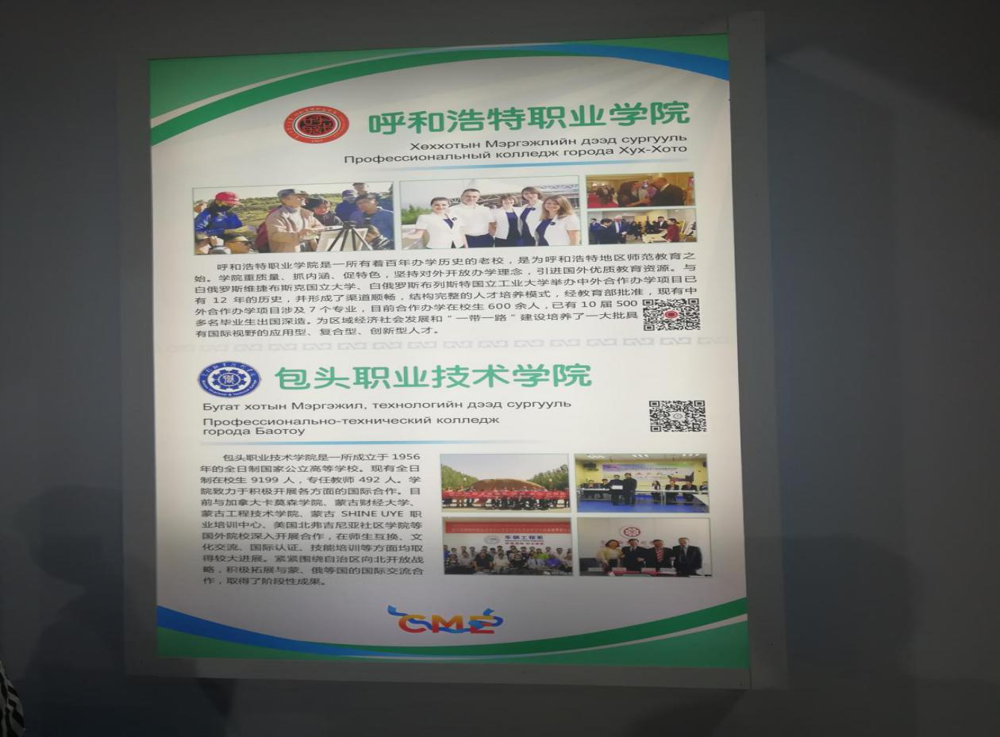 呼和浩特职业学院
Хөххотын Мэргэжлийн дээд сургууль
Профессиональный колледж города Хух-Хото
呼和浩特职业学院是一所有着百年办学历史的老校，是为呼和浩特地区师范教育之
始。学院重质量、抓内涵、促特色，坚持对外开放办学理念，引进国外优质教育资源。与
白俄罗斯维捷布斯克国立大学、白俄罗斯布列斯特国立工业大学举办中外合作办学项目已
有 12 年的历史，并形成了渠道顺畅，结构完整的人才培养模式，经教育部批准，现有中
外合作办学项目涉及 7 个专业，目前合作办学在校生 600 余人，已有 10 届 500
多名毕业生出国深造。为区域经济社会发展和“一带一路”建设培养了一大批具
有国际视野的应用型、复合型、创新型人才。
包头职业技术学院
Бугат хотын Мэргэжил, технологийн дээд сургууль
Профессионально-технический колледж
города Баотоу
包头职业技术学院是一所成立于 1956
年的全日制国家公立高等学校。现有全日
制在校生 9199 人，专任教师 492 人。学
院致力于积极开展各方面的国际合作。目
前与加拿大卡莫森学院、蒙古财经大学、
蒙古工程技术学院、蒙古 SHINE UYE 职
业培训中心、美国北弗吉尼亚社区学院等
国外院校深入开展合作，在师生互换、文
化交流、国际认证、技能培训等方面均取
得较大进展。紧紧围绕自治区向北开放战
略，积极拓展与蒙、俄等国的国际交流合
作，取得了阶段性成果。
车辆工程系
CME